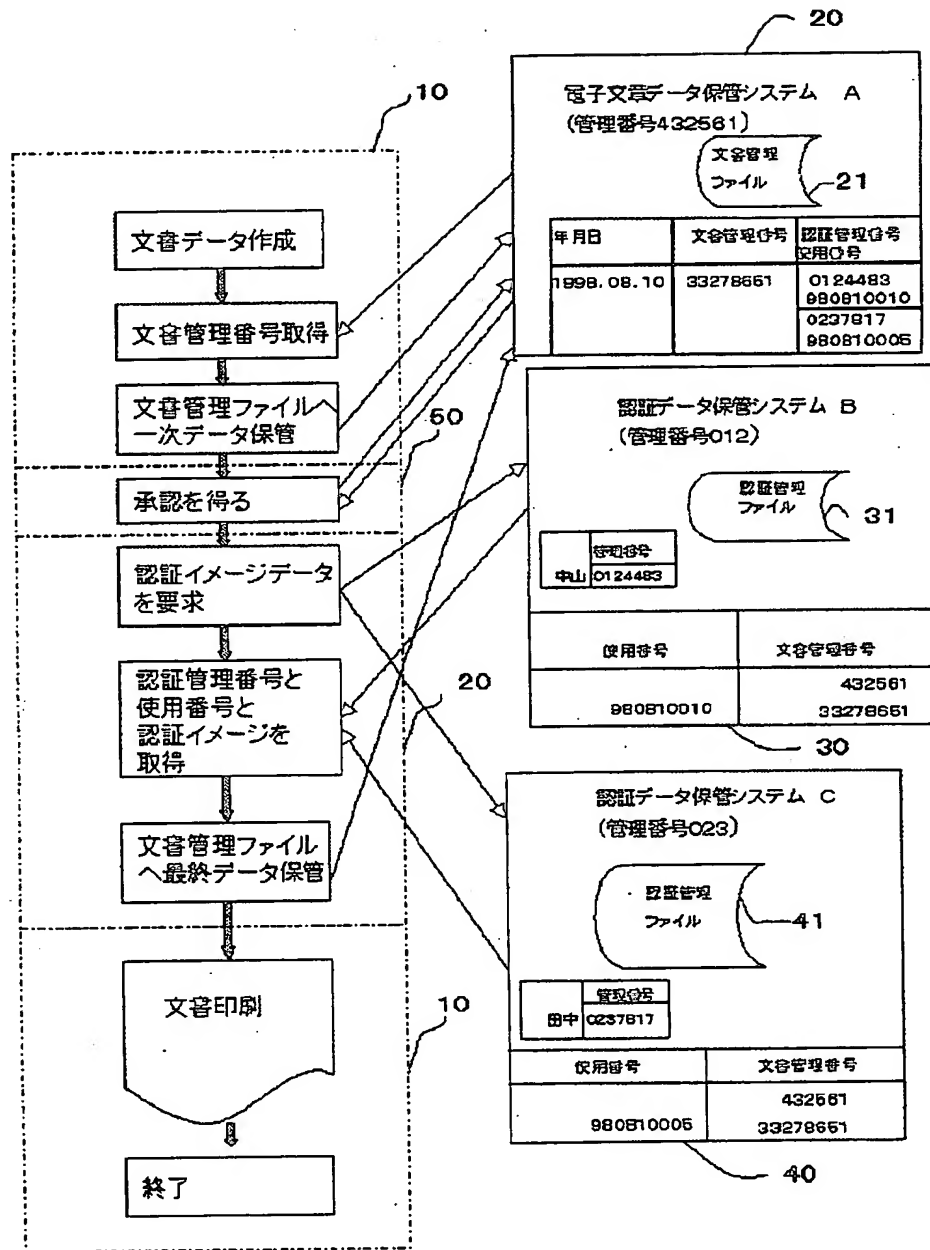 10
文書データ作成
文書管理番号取得
文書管理ファイルへ
一次データ保管
50
承認を得る
認証イメージデータ
を要求
認証管理番号と
使用番号と
認証イメージを
取得
20
文書管理ファイル
へ最終データ保管
文書印刷
10
終了
20
電子文章データ保管システム A
(管理番号432561)
文書管理
ファイル
21
年月日 文書管理番号 認証管理番号
使用番号
1998.08.10 33278651 0124483
980810010
0237817
980810005
認証データ保管システム B
(管理番号012)
認証管理
ファイル
31
管理番号
中山 0124483
使用番号 文書管理番号
432561
980810010 33278651
30
認証データ保管システム C
(管理番号023)
認証管理
ファイル
41
管理番号
田中 0237817
使用番号 文書管理番号
432561
980810005 33278651
40